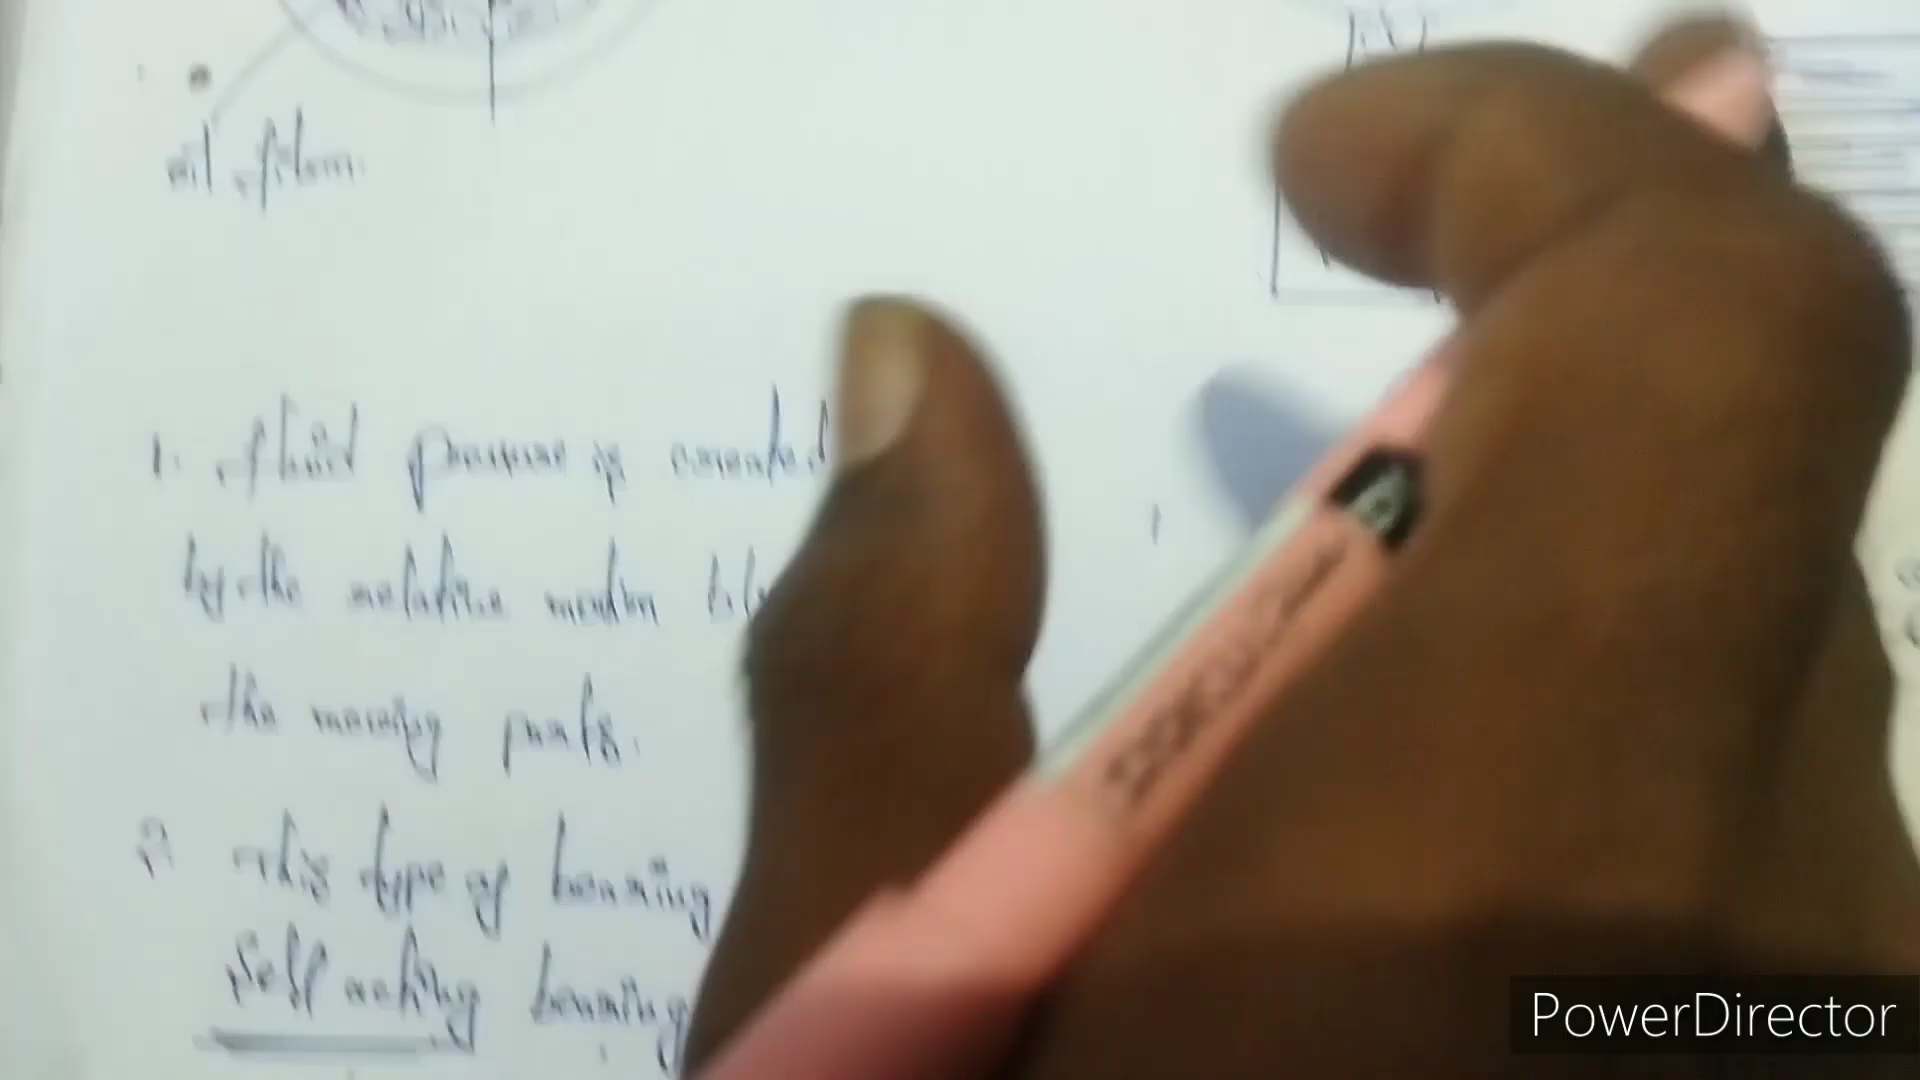 oil film.
1. fluid pressure is created
by the relative motion
the moving parts.
2. this type of bearing
self acting bearing
PowerDirector